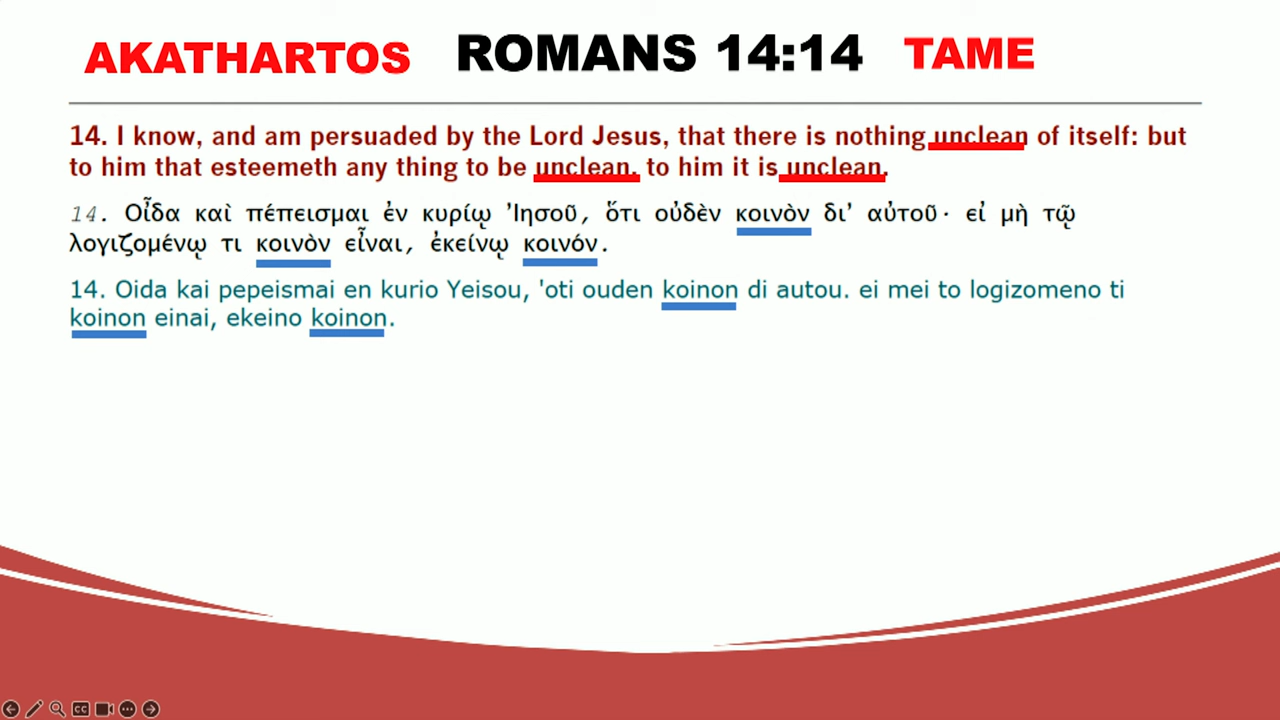 AKATHARTOS ROMANS 14:14 TAME
14. I know, and am persuaded by the Lord Jesus, that there is nothing unclean of itself: but
to him that esteemeth any thing to be unclean, to him it is unclean.
14. Οἶδα καὶ πέπεισμαι ἐν κυρίῳ Ἰησοῦ, ὅτι οὐδὲν κοινὸν δι’ αὐτοῦ· εἰ μὴ τῷ
λογιζομένῳ τι κοινὸν εἶναι, ἐκείνῳ κοινόν.
14. Oida kai pepeismai en kurio Yeisou, 'oti ouden koinon di autou. ei mei to logizomeno ti
koinon einai, ekeino koinon.
CC